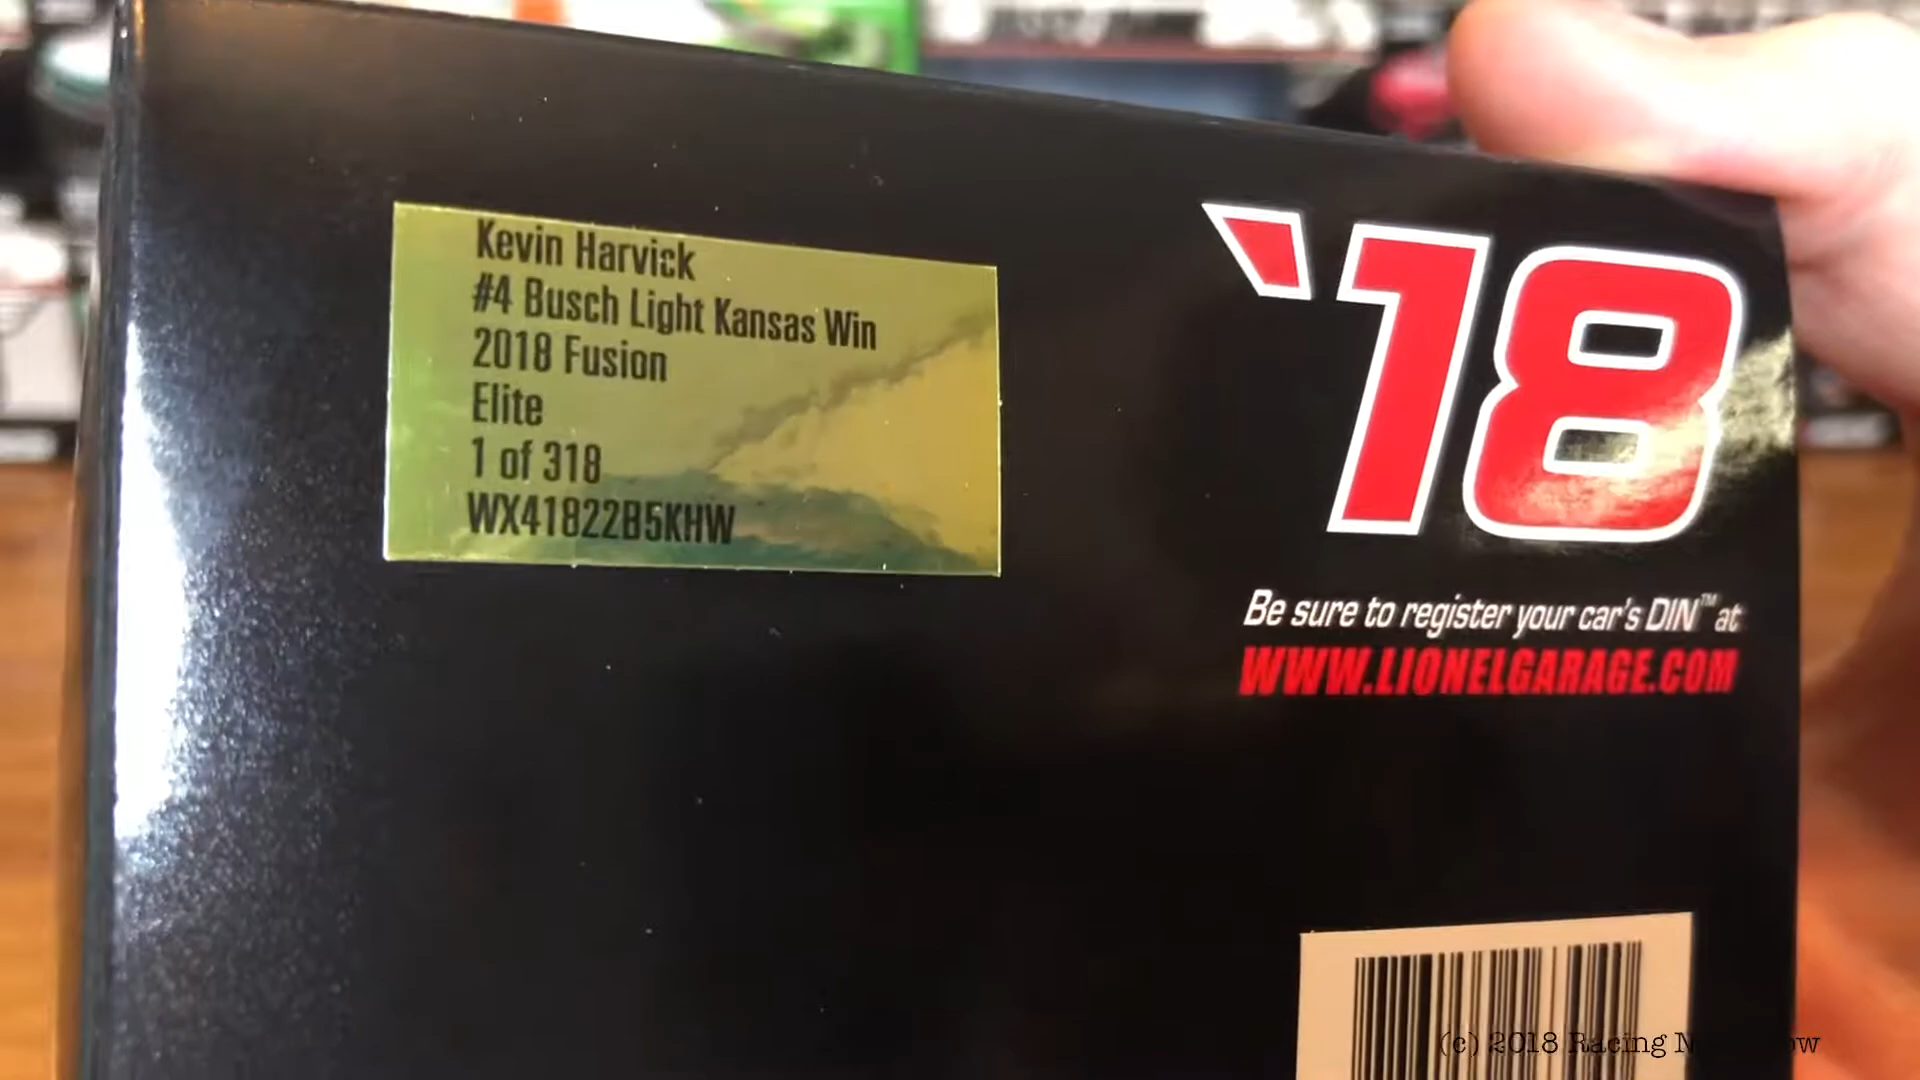 Kevin Harvick
#4 Busch Light Kansas Win
2018 Fusion
Elite
1 of 318
WX41822B5KHW
'18
Be sure to register your car's DIN™ at
WWW.LIONELGARAGE.COM
(c) 2018 Racing